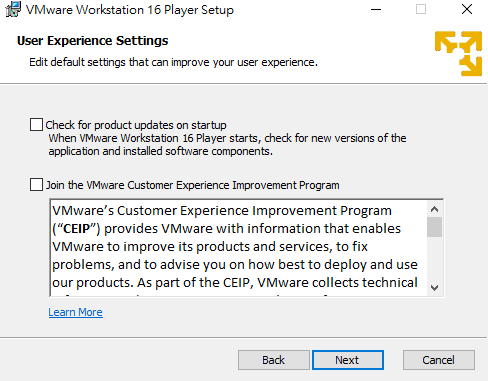 VMware Workstation 16 Player Setup
User Experience Settings
Edit default settings that can improve your user experience.
Check for product updates on startup
When VMware Workstation 16 Player starts, check for new versions of the
application and installed software components.
Join the VMware Customer Experience Improvement Program
VMware's Customer Experience Improvement Program
("CEIP") provides VMware with information that enables
VMware to improve its products and services, to fix
problems, and to advise you on how best to deploy and use
our products. As part of the CEIP, VMware collects technical
Learn More
Back
Next
Cancel